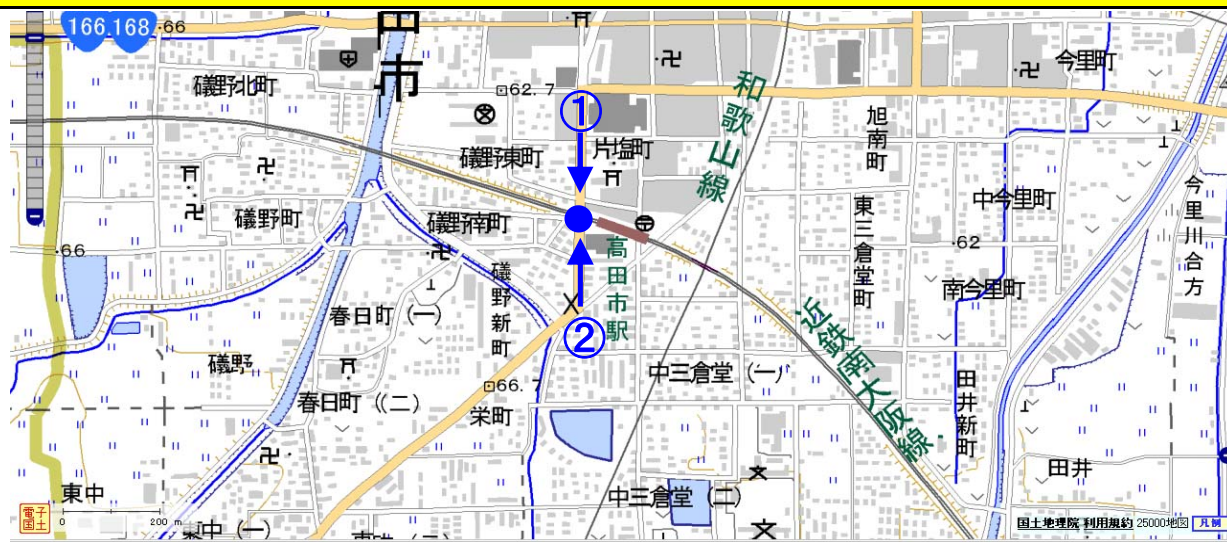 166.168
・66
田市
今里町
・62.7
礒野北町
①
和歌山線
旭南町
礒野東町
片塩町
中今里町
今里川合方
礒野町
礒野南町
東三倉堂町
・62
・66
高田市駅
南今里町
礒野新町
春日町(一)
近鉄南大阪線
②
礒野
中三倉堂(一)
66.7
春日町(二)
栄町
田井新町
田井
東中
中三倉堂(二)
電子国土
0
200 m
東中(一)
国土地理院 利用規約 25000地図
凡例